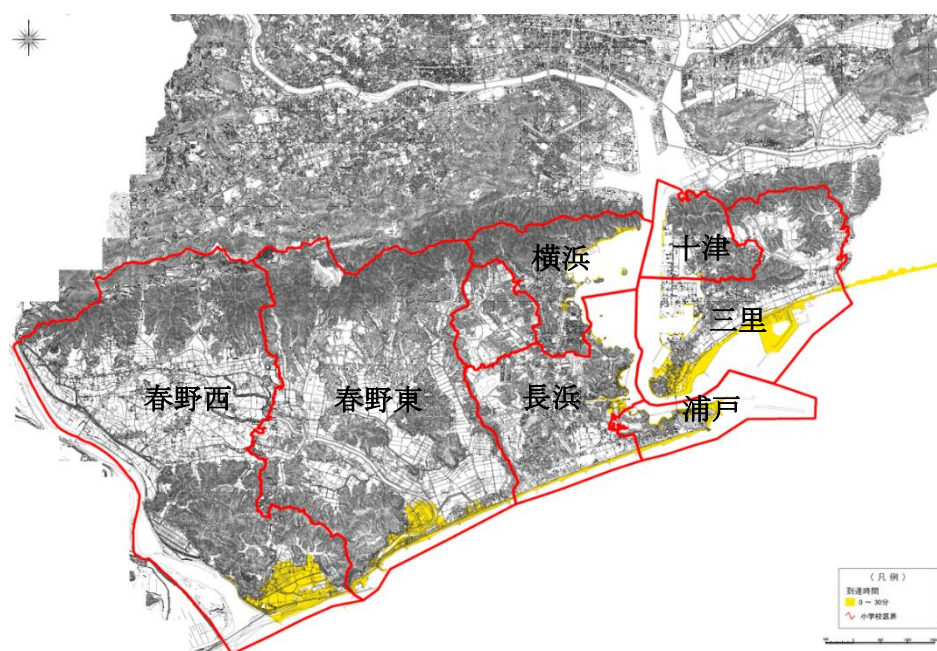 横浜
十津
三里
春野西
春野東
長浜
浦戸
（凡例）
到達時間
0 ～ 30分
小学校区界